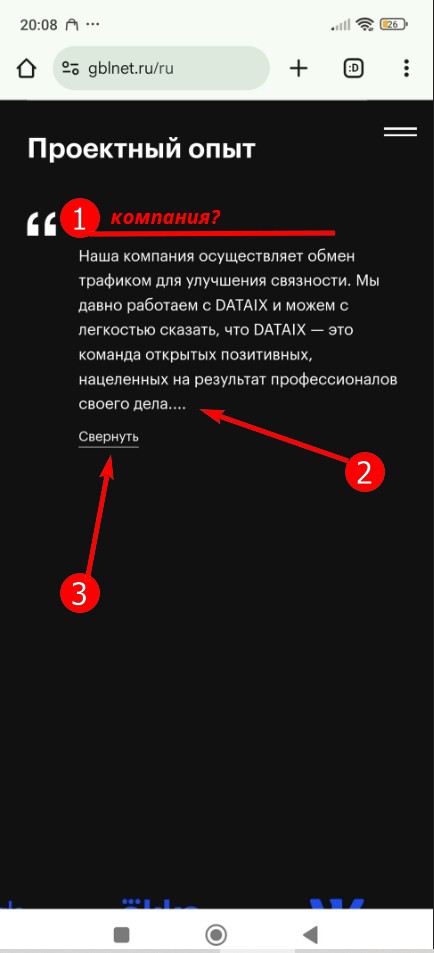 20:08
26
gblnet.ru/ru
:D
Проектный опыт
“ 1 компания?
Наша компания осуществляет обмен
трафиком для улучшения связности. Мы
давно работаем с DATAIX и можем с
легкостью сказать, что DATAIX — это
команда открытых позитивных,
нацеленных на результат профессионалов
своего дела....
Свернуть
2
3